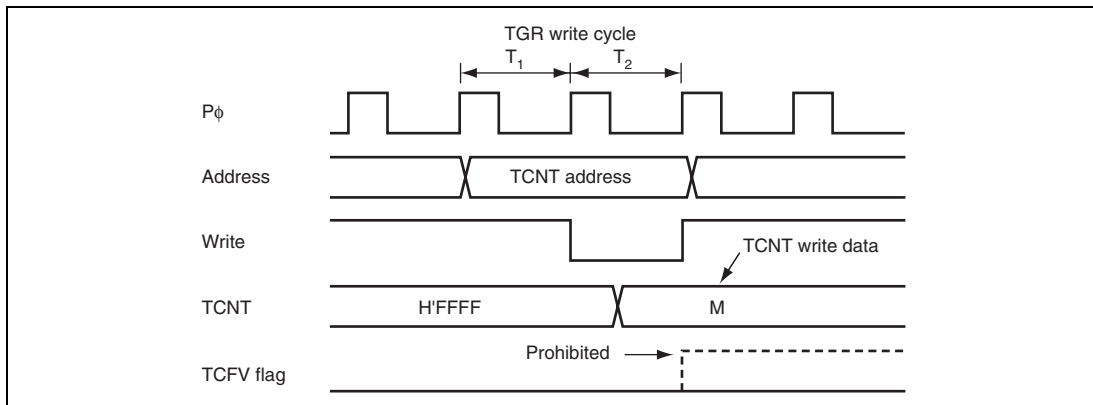 TGR write cycle
T1 T2
Pϕ
Address TCNT address
Write
TCNT write data
TCNT H'FFFF M
Prohibited
TCFV flag